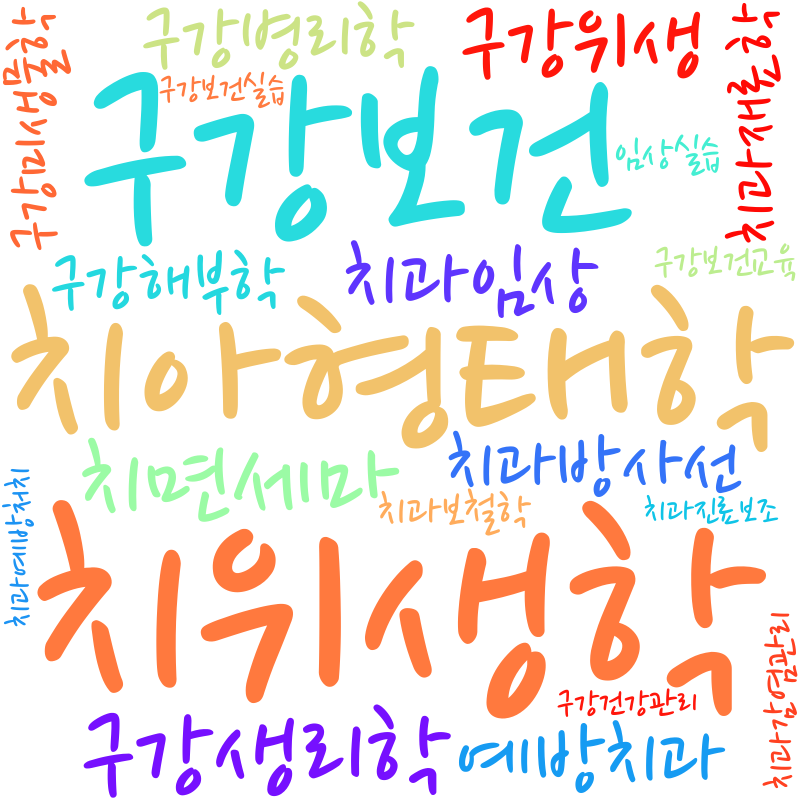 구강병리학
구강위생
구강미생물학
치과재료학
구강보건실습
구강보건
임상실습
구강해부학
치과임상
구강보건교육
치아형태학
치면세마
치과방사선
치과예방처치
치과보철학
치과진료보조
치위생학
구강건강관리
치과감염관리
구강생리학
예방치과